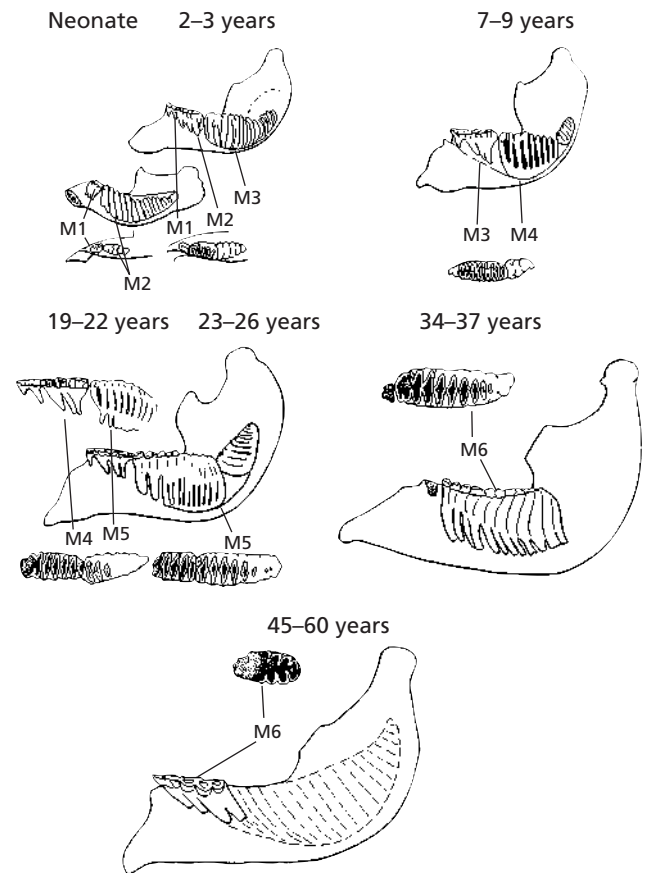 Neonate 2–3 years 7–9 years
M3
M1 M2
M1
M2
M3 M4
19–22 years 23–26 years 34–37 years
M6
M4 M5
M5
45–60 years
M6